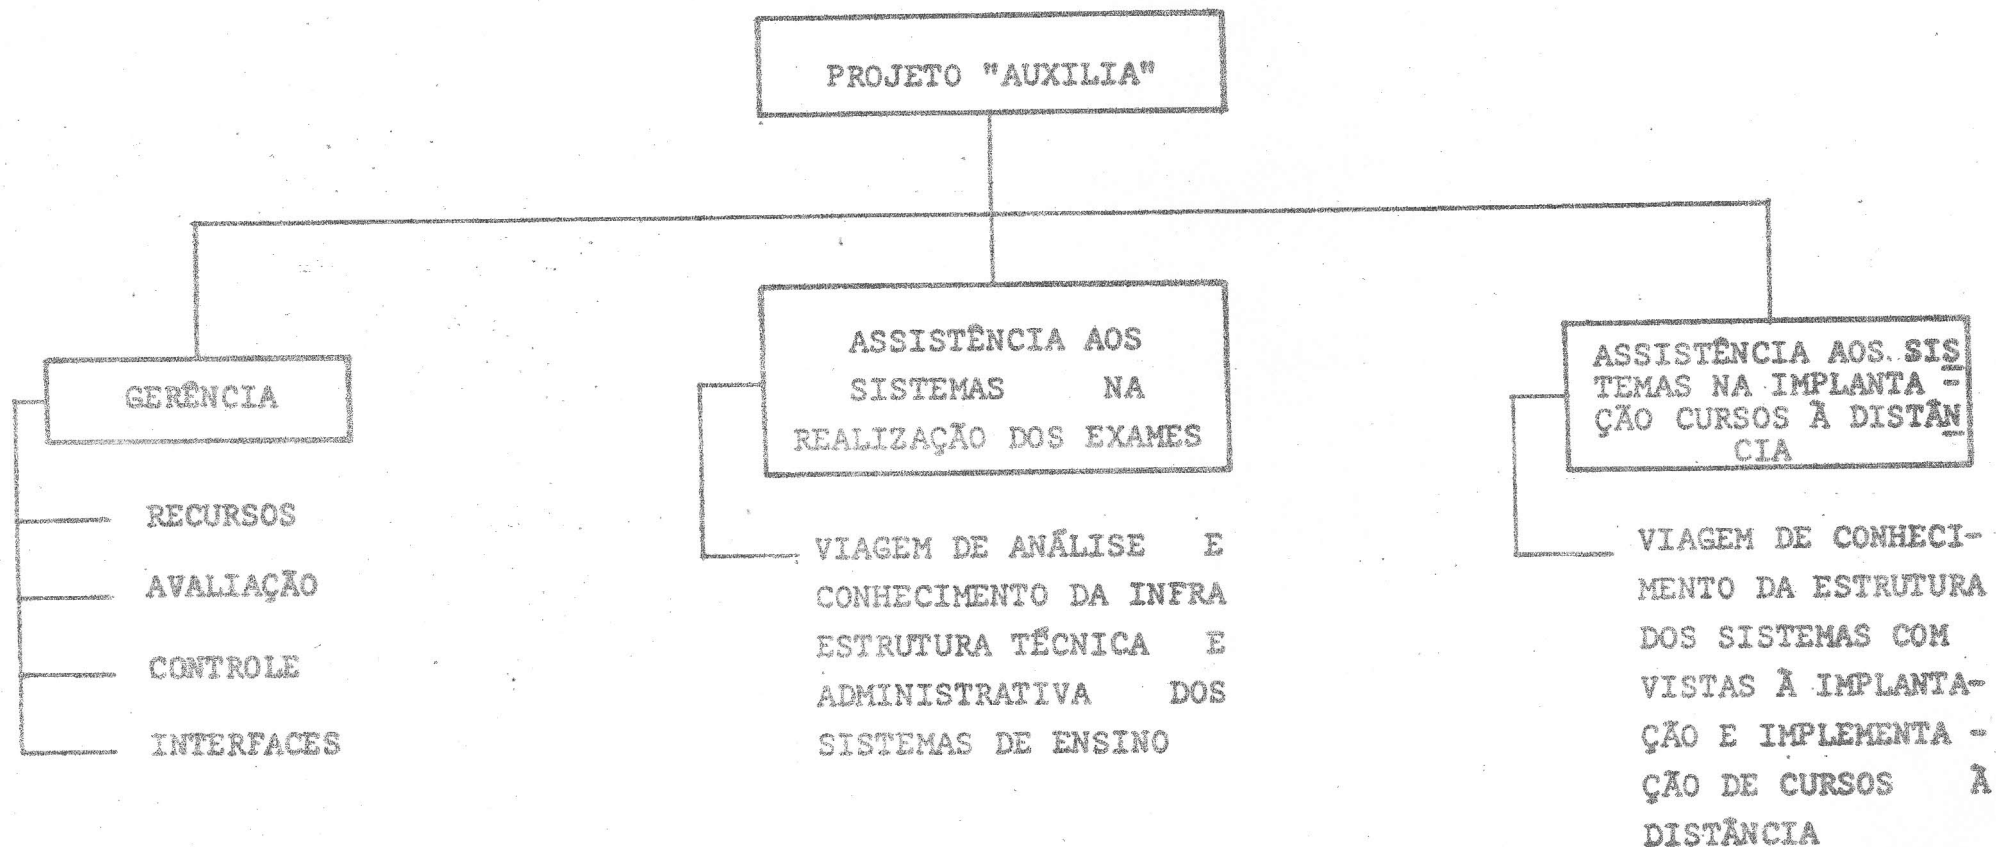 PROJETO "AUXILIA"
GERÊNCIA
RECURSOS
AVALIAÇÃO
CONTROLE
INTERFACES
ASSISTÊNCIA AOS
SISTEMAS NA
REALIZAÇÃO DOS EXAMES
VIAGEM DE ANÁLISE E
CONHECIMENTO DA INFRA
ESTRUTURA TÉCNICA E
ADMINISTRATIVA DOS
SISTEMAS DE ENSINO
ASSISTÊNCIA AOS SIS
TEMAS NA IMPLANTA -
ÇÃO CURSOS À DISTÂN
CIA
VIAGEM DE CONHECI-
MENTO DA ESTRUTURA
DOS SISTEMAS COM
VISTAS À IMPLANTA-
ÇÃO E IMPLEMENTA -
ÇÃO DE CURSOS À
DISTÂNCIA